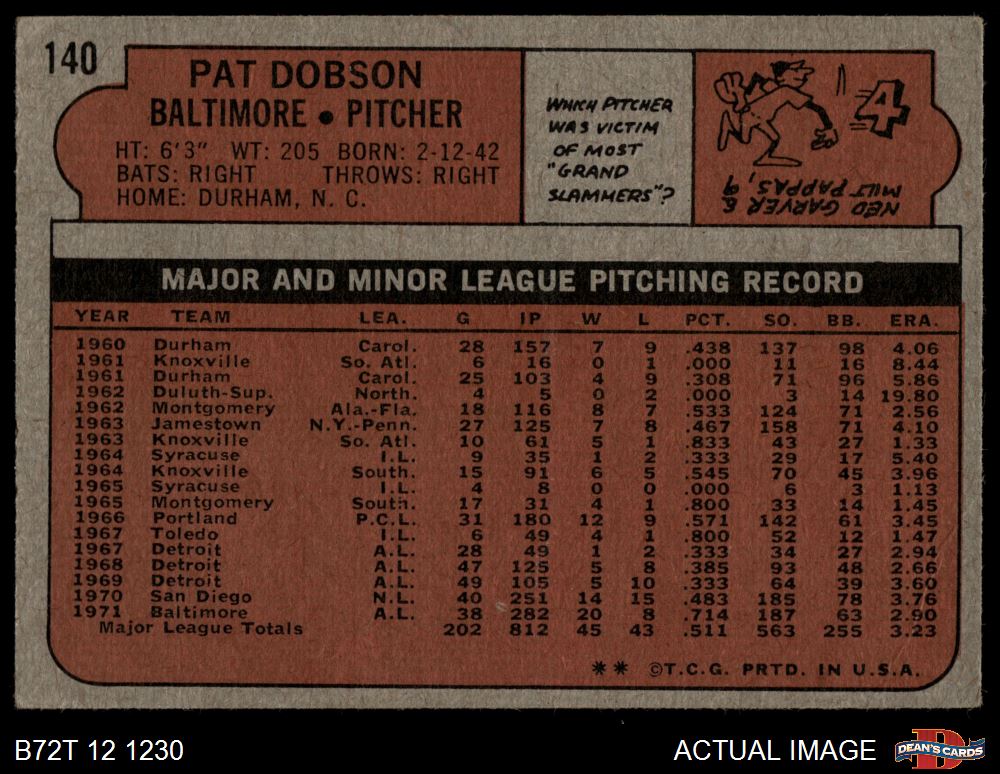 140
PAT DOBSON
BALTIMORE • PITCHER
HT: 6'3" WT: 205 BORN: 2-12-42
BATS: RIGHT THROWS: RIGHT
HOME: DURHAM, N. C.
WHICH PITCHER
WAS VICTIM
OF MOST
"GRAND
SLAMMERS"?
4
NED GARVER &
MILT PAPPAS, 9
MAJOR AND MINOR LEAGUE PITCHING RECORD
YEAR TEAM LEA. G IP W L PCT. SO. BB. ERA.
1960 Durham Carol. 28 157 7 9 .438 137 98 4.06
1961 Knoxville So. Atl. 6 16 0 1 .000 11 16 8.44
1961 Durham Carol. 25 103 4 9 .308 71 96 5.86
1962 Duluth-Sup. North. 4 5 0 2 .000 3 14 19.80
1962 Montgomery Ala.-Fla. 18 116 8 7 .533 124 71 2.56
1963 Jamestown N.Y.-Penn. 27 125 7 8 .467 158 71 4.10
1963 Knoxville So. Atl. 10 61 5 1 .833 43 27 1.33
1964 Syracuse I.L. 9 35 1 2 .333 29 17 5.40
1964 Knoxville South. 15 91 6 5 .545 70 45 3.96
1965 Syracuse I.L. 4 8 0 0 .000 6 3 1.13
1965 Montgomery South. 17 31 4 1 .800 33 14 1.45
1966 Portland P.C.L. 31 180 12 9 .571 142 61 3.45
1967 Toledo I.L. 6 49 4 1 .800 52 12 1.47
1967 Detroit A.L. 28 49 1 2 .333 34 27 2.94
1968 Detroit A.L. 47 125 5 8 .385 93 48 2.66
1969 Detroit A.L. 49 105 5 10 .333 64 39 3.60
1970 San Diego N.L. 40 251 14 15 .483 185 78 3.76
1971 Baltimore A.L. 38 282 20 8 .714 187 63 2.90
Major League Totals 202 812 45 43 .511 563 255 3.23
** ©T.C.G. PRTD. IN U.S.A.
B72T 12 1230
ACTUAL IMAGE
D
DEAN'S CARDS